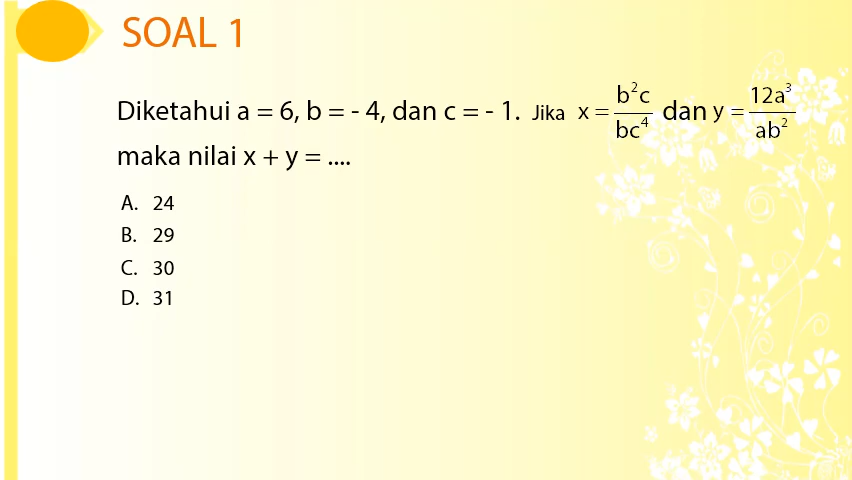 SOAL 1
Diketahui a = 6, b = - 4, dan c = - 1. Jika x = b²c / bc⁴ dan y = 12a³ / ab²
maka nilai x + y = ....
A. 24
B. 29
C. 30
D. 31